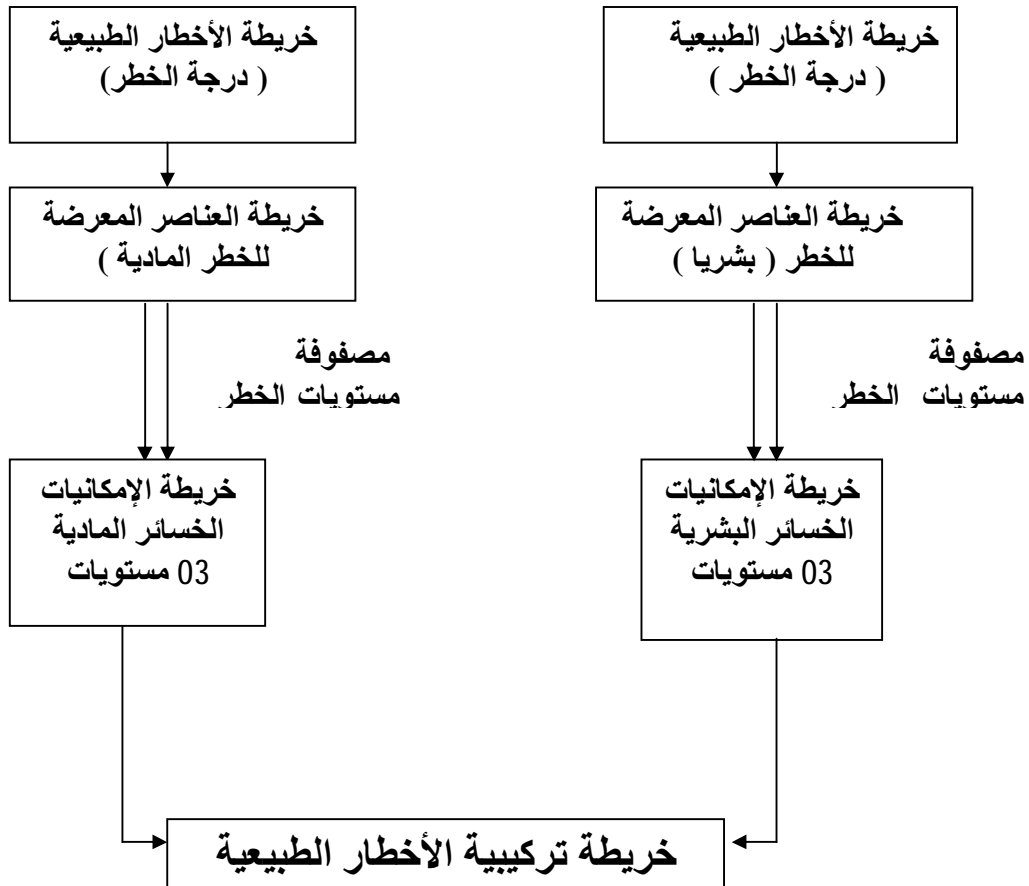 خريطة الأخطار الطبيعية
( درجة الخطر )
خريطة الأخطار الطبيعية
( درجة الخطر)
خريطة العناصر المعرضة
للخطر ( بشريا )
خريطة العناصر المعرضة
للخطر المادية )
مصفوفة
مستويات الخطر
مصفوفة
مستويات الخطر
خريطة الإمكانيات
الخسائر البشرية
03 مستويات
خريطة الإمكانيات
الخسائر المادية
03 مستويات
خريطة تركيبية الأخطار الطبيعية